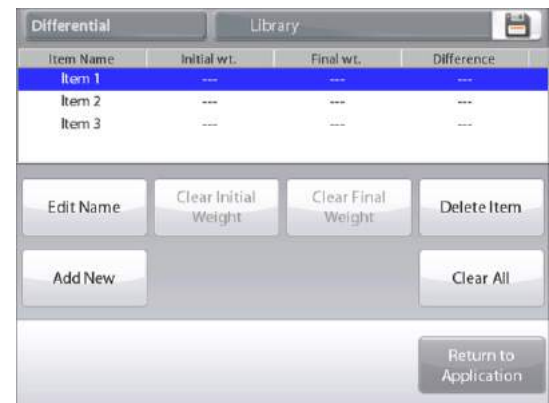 Differential Library
Item Name Initial wt. Final wt. Difference
Item 1 --- --- ---
Item 2 --- --- ---
Item 3 --- --- ---
Edit Name Clear Initial Weight Clear Final Weight Delete Item
Add New Clear All
Return to Application